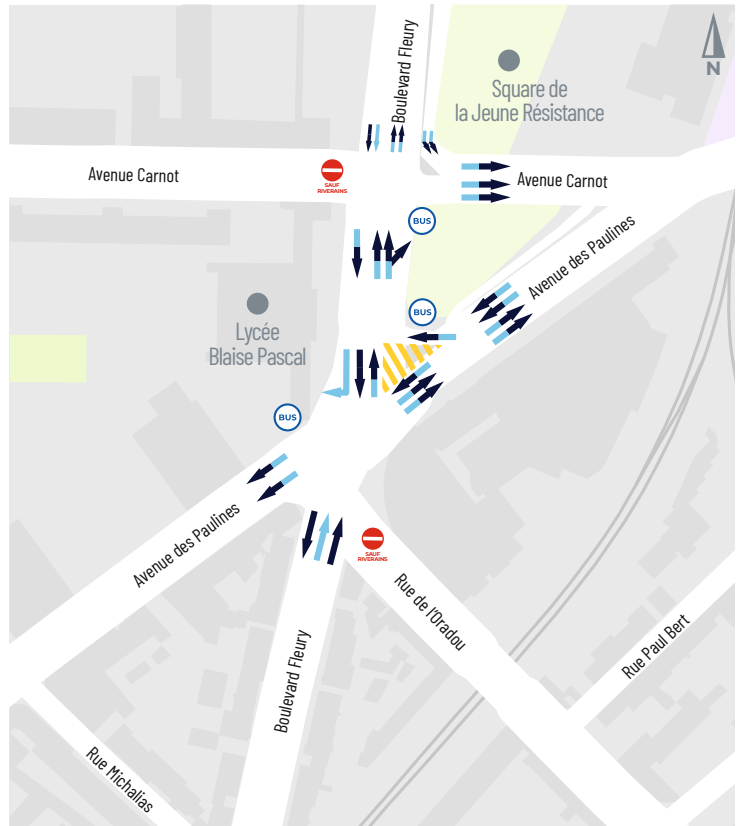 Boulevard Fleury
N
Square de
la Jeune Résistance
Avenue Carnot
SAUF
RIVERAINS
Avenue Carnot
BUS
Avenue des Paulines
BUS
Lycée
Blaise Pascal
BUS
Avenue des Paulines
SAUF
RIVERAINS
Rue de l'Oradou
Boulevard Fleury
Rue Paul Bert
Rue Michalias